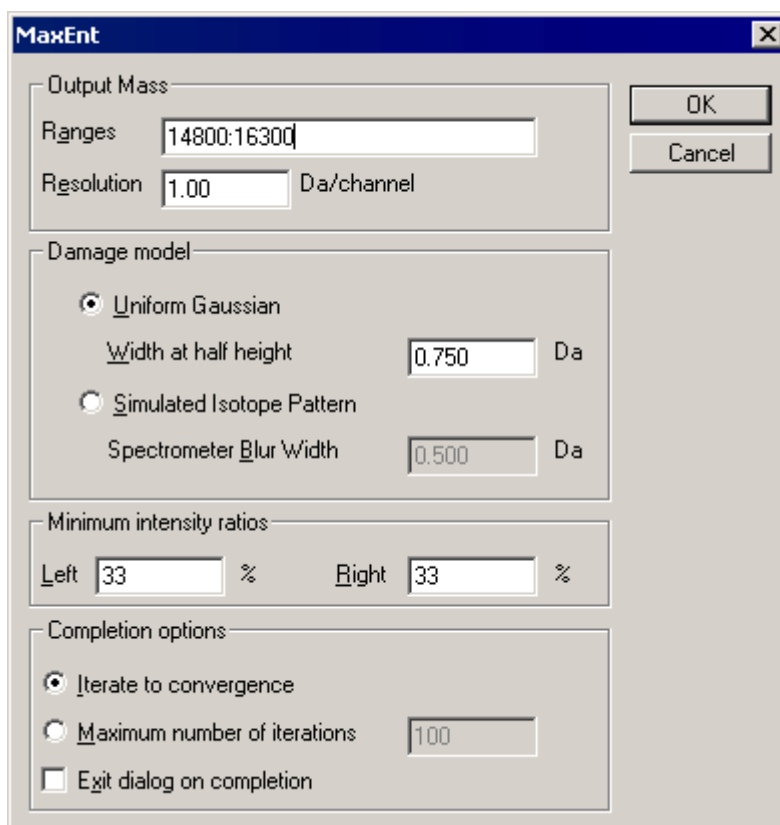 MaxEnt
Output Mass
Ranges 14800:16300
Resolution 1.00 Da/channel
OK
Cancel
Damage model
Uniform Gaussian
Width at half height 0.750 Da
Simulated Isotope Pattern
Spectrometer Blur Width 0.500 Da
Minimum intensity ratios
Left 33 % Right 33 %
Completion options
Iterate to convergence
Maximum number of iterations 100
Exit dialog on completion